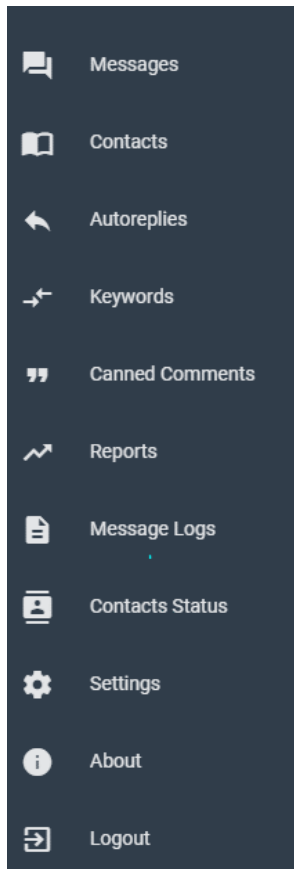 Messages
Contacts
Autoreplies
Keywords
Canned Comments
Reports
Message Logs
Contacts Status
Settings
About
Logout